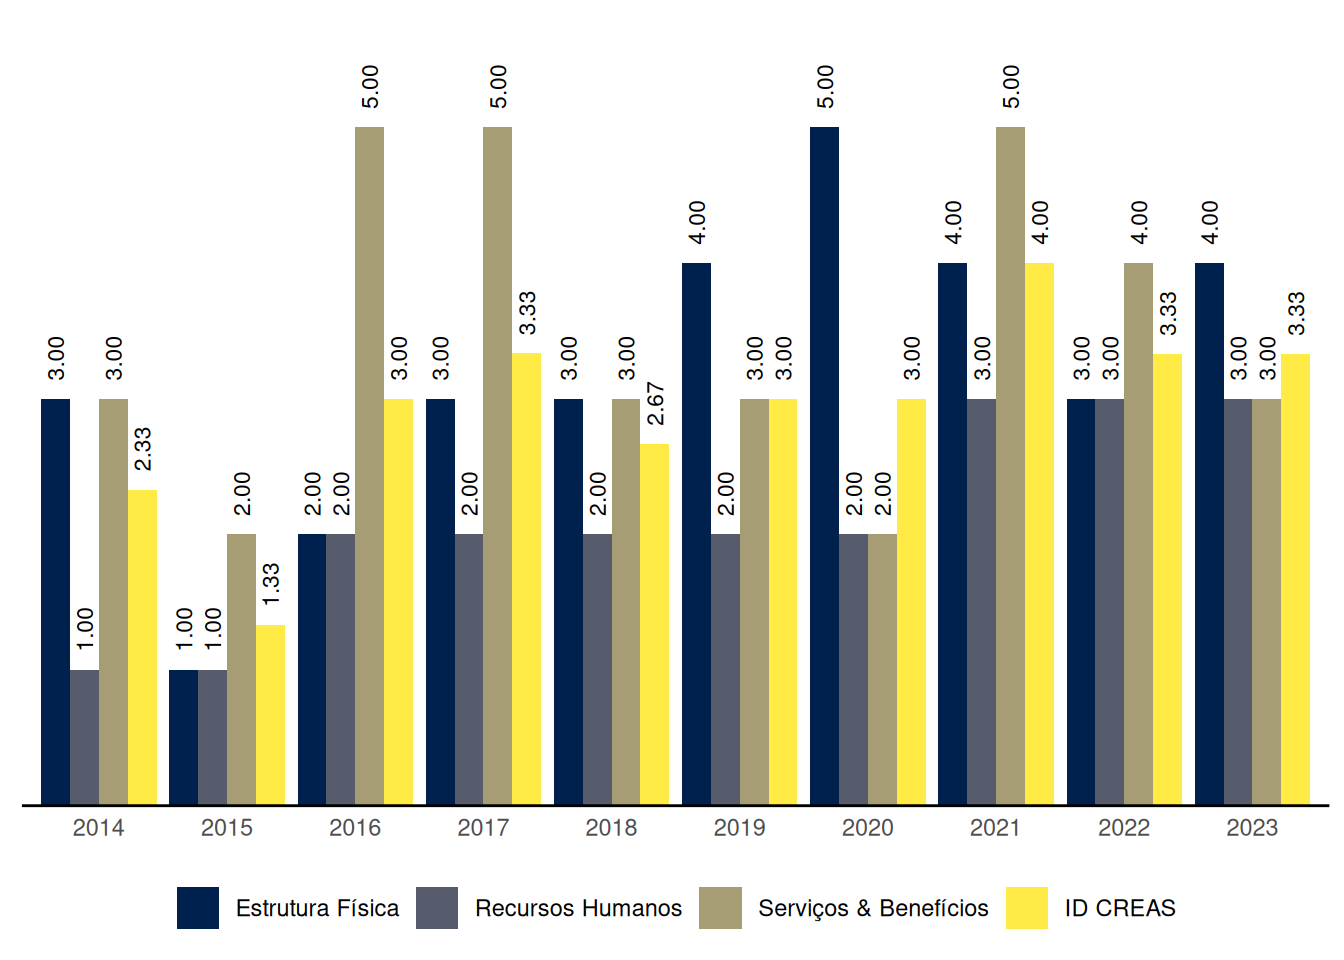 5.00 5.00 5.00 5.00
4.00 4.00 4.00 4.00 4.00
3.33 3.33 3.33
3.00 3.00 3.00 3.00 3.00 3.00 3.00 3.00 3.00 3.00 3.00 3.00 3.00 3.00
2.67
2.33
2.00 2.00 2.00 2.00 2.00 2.00 2.00 2.00
1.33
1.00 1.00 1.00
2014 2015 2016 2017 2018 2019 2020 2021 2022 2023
Estrutura Física Recursos Humanos Serviços & Benefícios ID CREAS